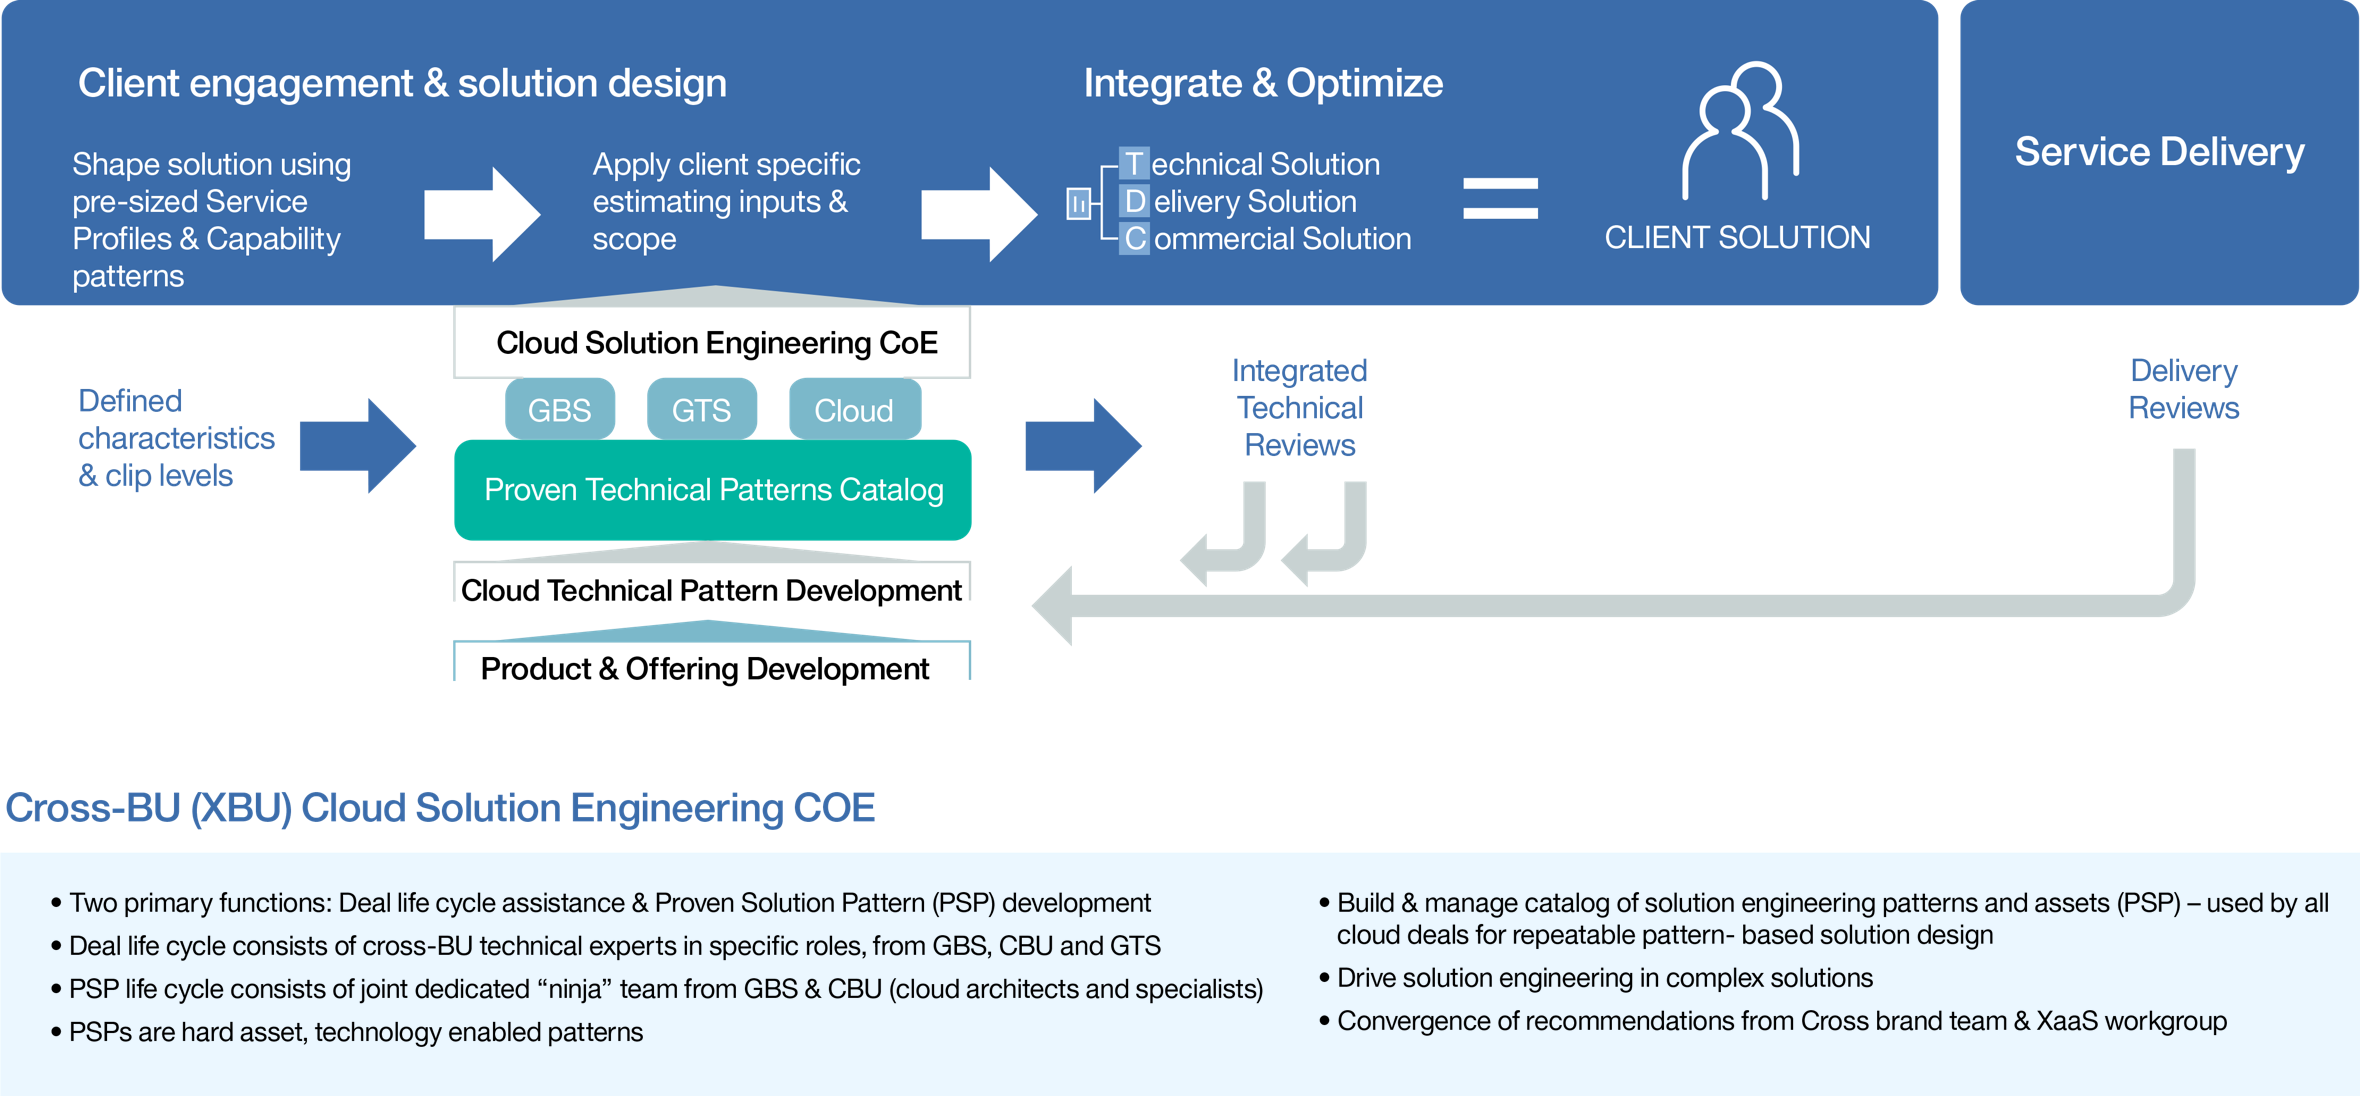 Client engagement & solution design
Shape solution using
pre-sized Service
Profiles & Capability
patterns
Apply client specific
estimating inputs &
scope
Integrate & Optimize
Technical Solution
Delivery Solution
Commercial Solution
CLIENT SOLUTION
Service Delivery
Defined
characteristics
& clip levels
Cloud Solution Engineering CoE
GBS
GTS
Cloud
Proven Technical Patterns Catalog
Cloud Technical Pattern Development
Product & Offering Development
Integrated
Technical
Reviews
Delivery
Reviews
Cross-BU (XBU) Cloud Solution Engineering COE
• Two primary functions: Deal life cycle assistance & Proven Solution Pattern (PSP) development
• Deal life cycle consists of cross-BU technical experts in specific roles, from GBS, CBU and GTS
• PSP life cycle consists of joint dedicated “ninja” team from GBS & CBU (cloud architects and specialists)
• PSPs are hard asset, technology enabled patterns
• Build & manage catalog of solution engineering patterns and assets (PSP) – used by all
cloud deals for repeatable pattern- based solution design
• Drive solution engineering in complex solutions
• Convergence of recommendations from Cross brand team & XaaS workgroup